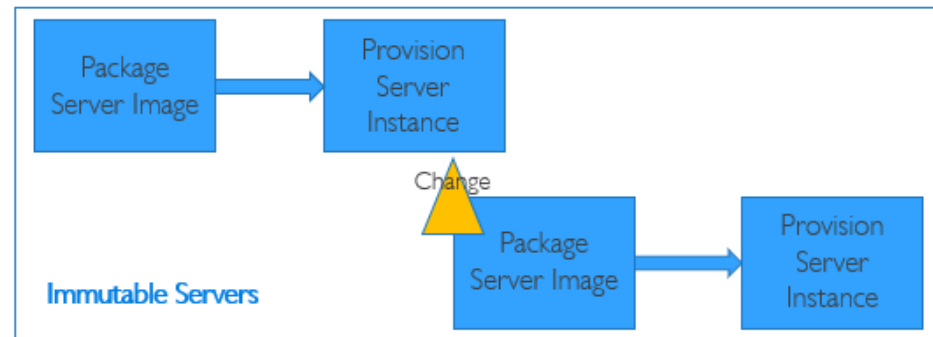 Package
Server Image
Provision
Server
Instance
Change
Package
Server Image
Provision
Server
Instance
Immutable Servers